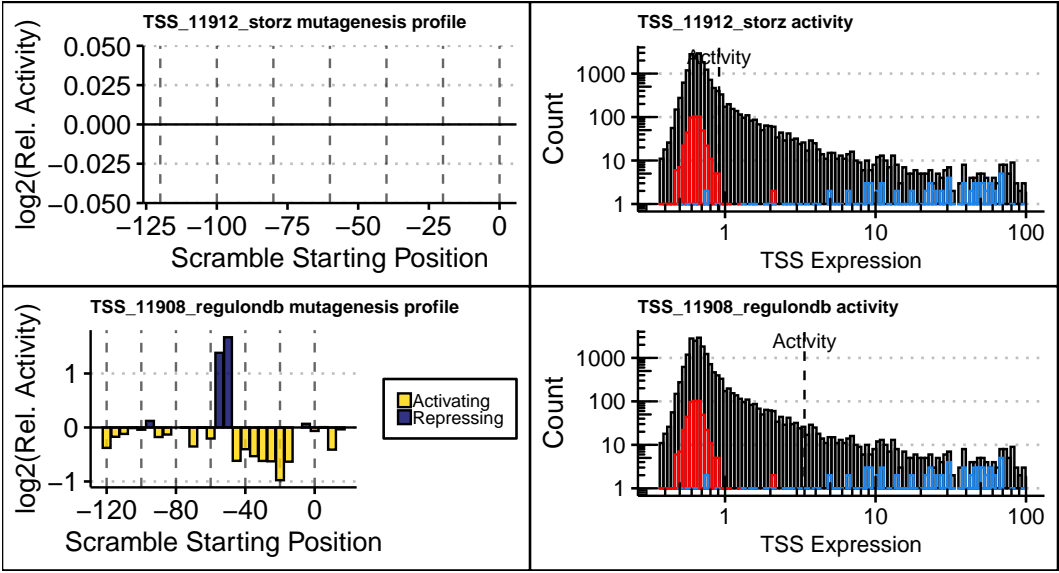 TSS_11912_storz mutagenesis profile
log2(Rel. Activity)
0.050
0.025
0.000
−0.025
−0.050
−125 −100 −75 −50 −25 0
Scramble Starting Position
TSS_11912_storz activity
Activity
Count
1000
100
10
1
1 10 100
TSS Expression
TSS_11908_regulondb mutagenesis profile
log2(Rel. Activity)
1
0
−1
−120 −80 −40 0
Scramble Starting Position
Activating
Repressing
TSS_11908_regulondb activity
Activity
Count
1000
100
10
1
1 10 100
TSS Expression